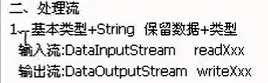 二、处理流
1、基本类型+String 保留数据+类型
输入流:DataInputStream readXxx
输出流:DataOutputStream writeXxx